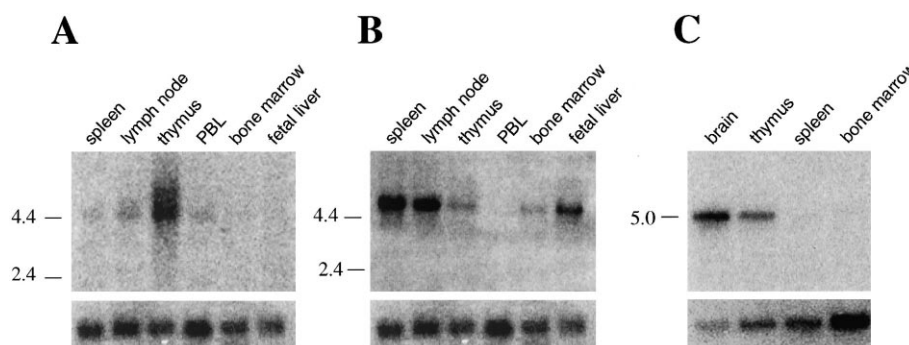 A
spleen
lymph node
thymus
PBL
bone marrow
fetal liver
4.4
2.4
B
spleen
lymph node
thymus
PBL
bone marrow
fetal liver
4.4
2.4
C
brain
thymus
spleen
bone marrow
5.0